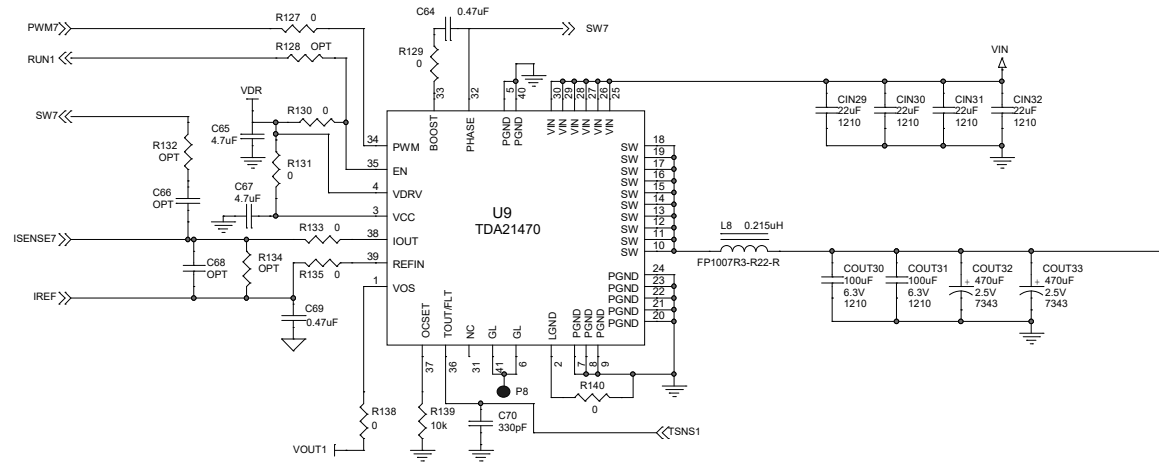 PWM7
R127 0
C64 0.47uF
SW7
RUN1
R128 OPT
R129
0
VIN
VDR
R130 0
33
32
5
40
30
29
28
27
26
25
CIN29
22uF
1210
CIN30
22uF
1210
CIN31
22uF
1210
CIN32
22uF
1210
SW7
C65
4.7uF
R132
OPT
R131
0
BOOST
PHASE
PGND
PGND
VIN
VIN
VIN
VIN
VIN
VIN
34 PWM
35 EN
4 VDRV
3 VCC
38 IOUT
39 REFIN
1 VOS
C66
OPT
C67
4.7uF
U9
TDA21470
SW 18
SW 19
SW 17
SW 16
SW 15
SW 14
SW 13
SW 12
SW 11
SW 10
L8 0.215uH
FP1007R3-R22-R
ISENSE7
R133 0
C68
OPT
R134
OPT
R135 0
IREF
C69
0.47uF
PGND 24
PGND 23
PGND 22
PGND 21
PGND 20
COUT30
100uF
6.3V
1210
COUT31
100uF
6.3V
1210
COUT32
+ 470uF
2.5V
7343
COUT33
+ 470uF
2.5V
7343
OCSET
TOUT/FLT
NC
GL
GL
LGND
PGND
PGND
PGND
37
36
31
41
6
2
7
8
9
P8
R140
0
R138
0
R139
10k
C70
330pF
TSNS1
VOUT1